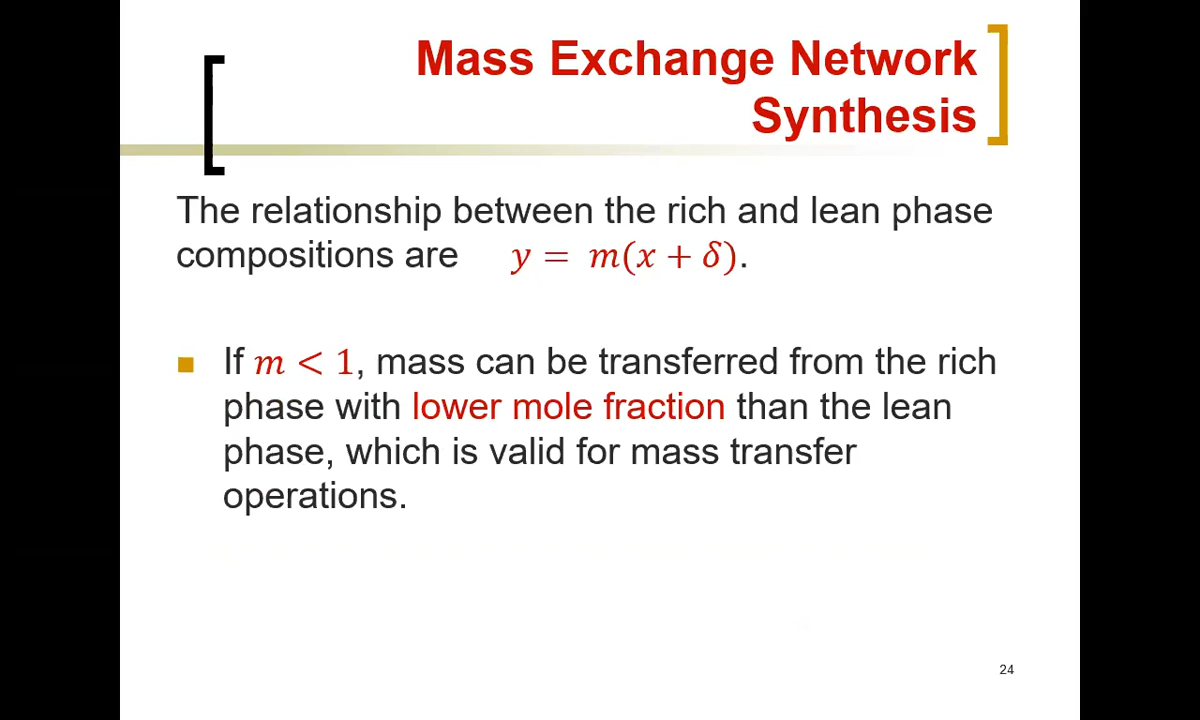 Mass Exchange Network
Synthesis
The relationship between the rich and lean phase
compositions are y = m(x + δ).
If m < 1, mass can be transferred from the rich
phase with lower mole fraction than the lean
phase, which is valid for mass transfer
operations.
24